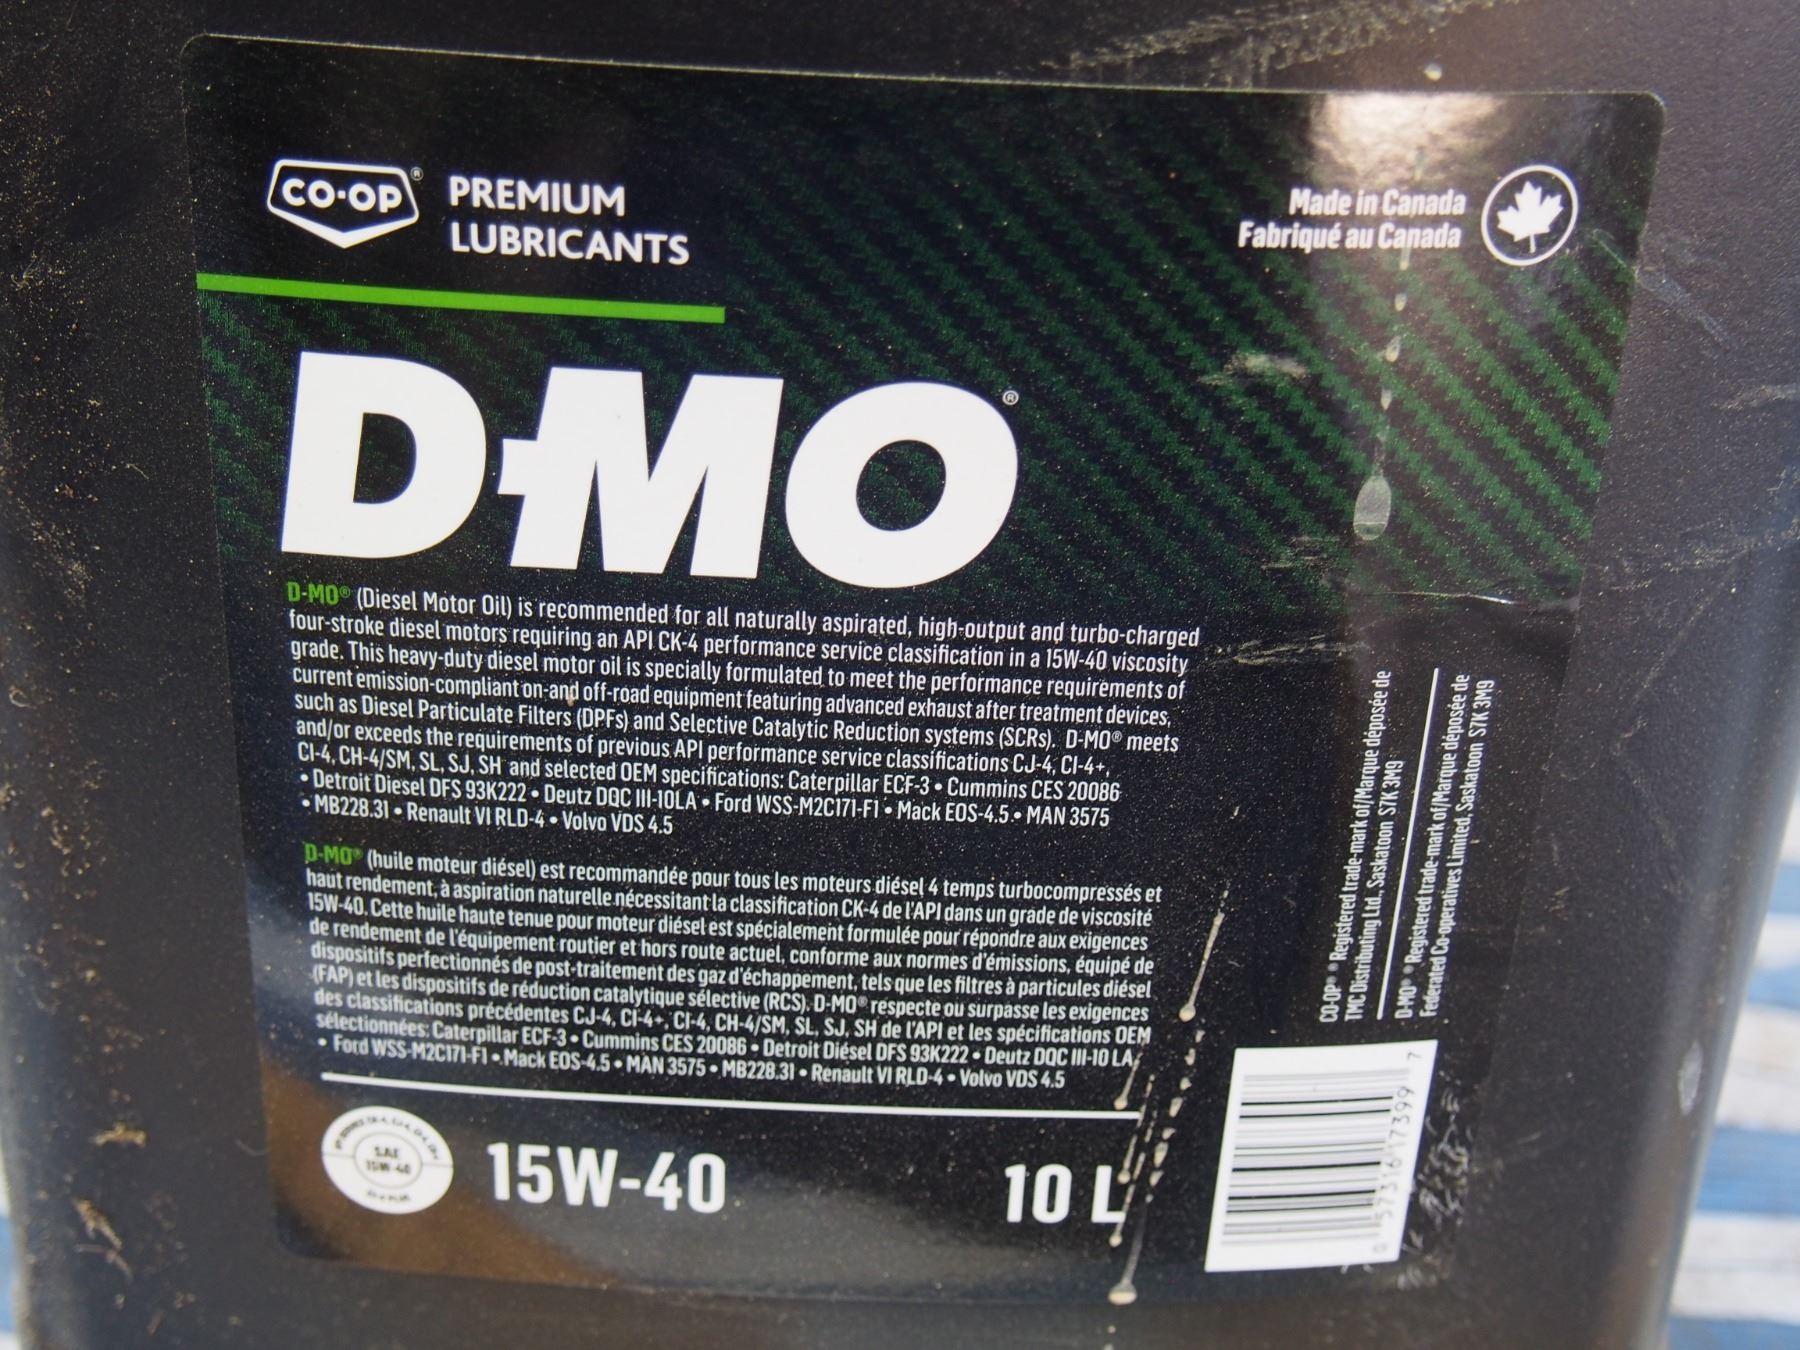 CO-OP®
PREMIUM
LUBRICANTS
Made in Canada
Fabriqué au Canada
D-MO®
D-MO® (Diesel Motor Oil) is recommended for all naturally aspirated, high-output and turbo-charged
four-stroke diesel motors requiring an API CK-4 performance service classification in a 15W-40 viscosity
grade. This heavy-duty diesel motor oil is specially formulated to meet the performance requirements of
current emission-compliant on-and off-road equipment featuring advanced exhaust after treatment devices,
such as Diesel Particulate Filters (DPFs) and Selective Catalytic Reduction systems (SCRs). D-MO® meets
and/or exceeds the requirements of previous API performance service classifications CJ-4, CI-4+,
CI-4, CH-4/SM, SL, SJ, SH and selected OEM specifications: Caterpillar ECF-3 • Cummins CES 20086
• Detroit Diesel DFS 93K222 • Deutz DQC III-10LA • Ford WSS-M2C171-F1 • Mack EOS-4.5 • MAN 3575
• MB228.31 • Renault VI RLD-4 • Volvo VDS 4.5
D-MO® (huile moteur diésel) est recommandée pour tous les moteurs diésel 4 temps turbocompressés et
haut rendement, à aspiration naturelle nécessitant la classification CK-4 de l'API dans un grade de viscosité
15W-40. Cette huile haute tenue pour moteur diésel est spécialement formulée pour répondre aux exigences
de rendement de l'équipement routier et hors route actuel, conforme aux normes d'émissions, équipé de
dispositifs perfectionnés de post-traitement des gaz d'échappement, tels que les filtres à particules diésel
(FAP) et les dispositifs de réduction catalytique sélective (RCS). D-MO® respecte ou surpasse les exigences
des classifications précédentes CJ-4, CI-4+, CI-4, CH-4/SM, SL, SJ, SH de l'API et les spécifications OEM
sélectionnées: Caterpillar ECF-3 • Cummins CES 20086 • Detroit Diésel DFS 93K222 • Deutz DQC III-10 LA
• Ford WSS-M2C171-F1 • Mack EOS-4.5 • MAN 3575 • MB228.31 • Renault VI RLD-4 • Volvo VDS 4.5
CO-OP® Registered trade-mark of/Marque déposée de
TMC Distributing Ltd., Saskatoon S7K 3M9
D-MO® Registered trade-mark of/Marque déposée de
Federated Co-operatives Limited, Saskatoon S7K 3M9
SAE
15W-40
15W-40
10 L
0 57316 17399 7